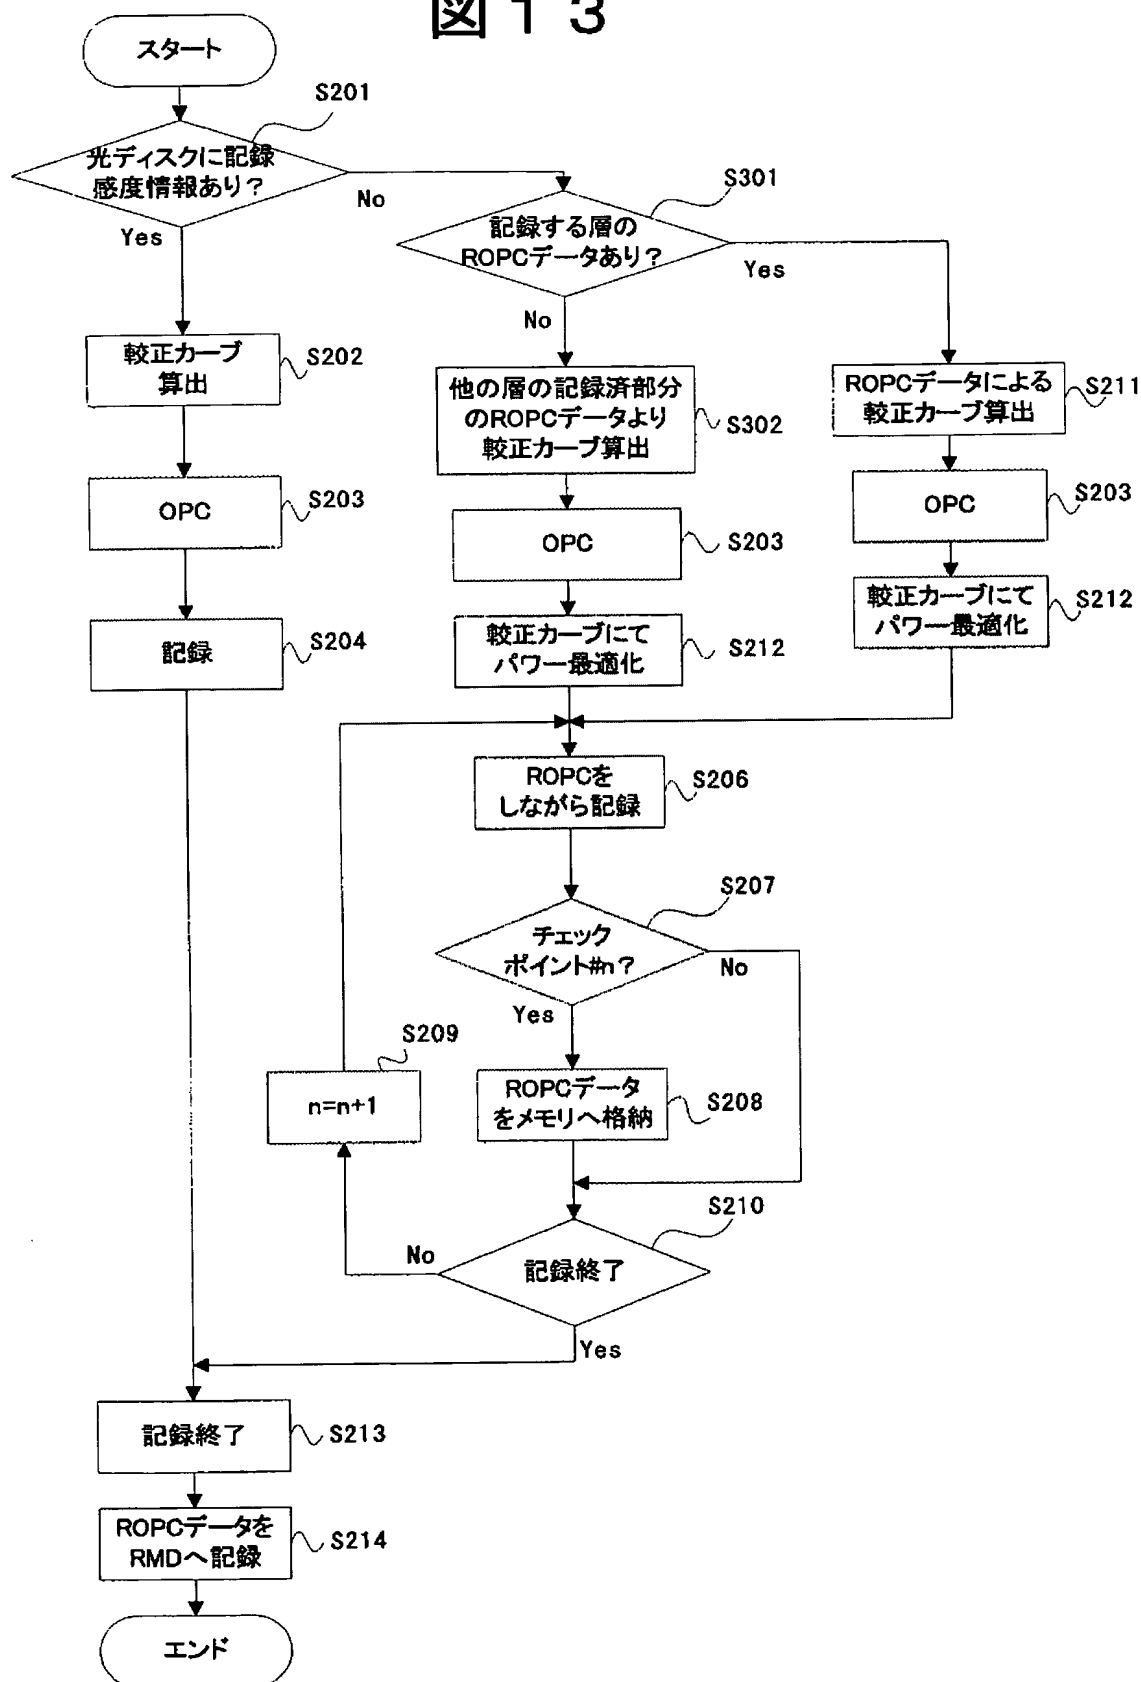 図13
スタート
S201
光ディスクに記録
感度情報あり？
Yes
No
S301
記録する層の
ROPCデータあり？
Yes
No
較正カーブ
算出
S202
他の層の記録済部分
のROPCデータより
較正カーブ算出
S302
ROPCデータによる
較正カーブ算出
S211
OPC
S203
OPC
S203
OPC
S203
記録
S204
較正カーブにて
パワー最適化
S212
較正カーブにて
パワー最適化
S212
ROPCを
しながら記録
S206
S207
チェック
ポイント#n？
No
Yes
S209
n=n+1
ROPCデータ
をメモリへ格納
S208
S210
No
記録終了
Yes
記録終了
S213
ROPCデータを
RMDへ記録
S214
エンド